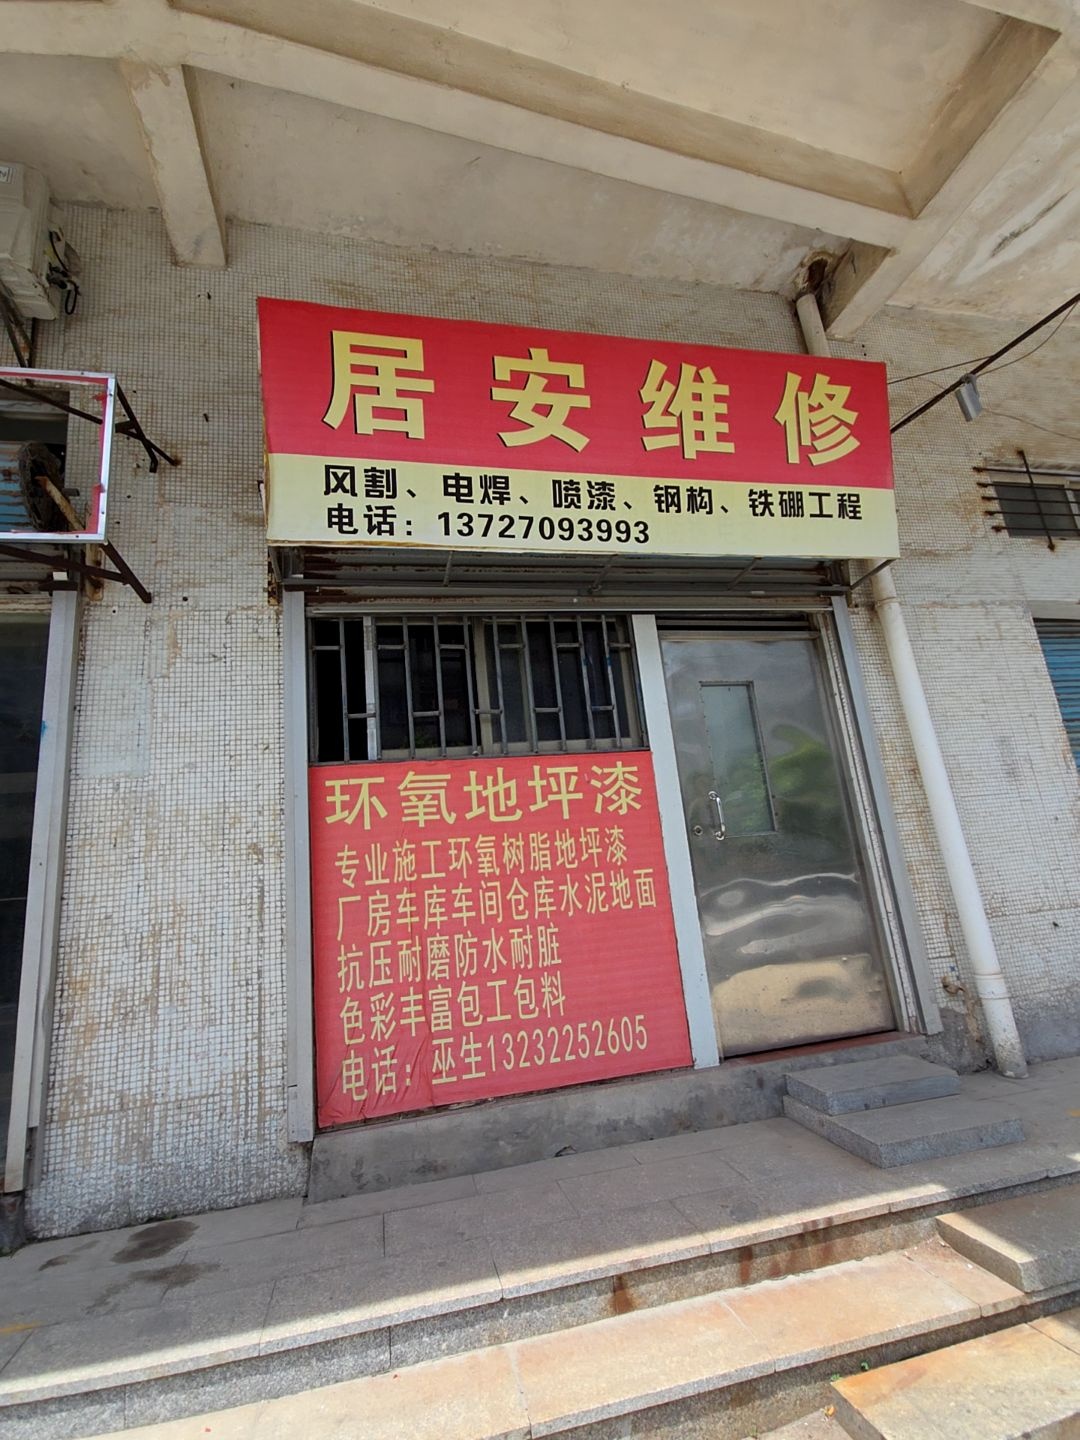 居安维修
风割、电焊、喷漆、钢构、铁硼工程
电话：13727093993
环氧地坪漆
专业施工环氧树脂地坪漆
厂房车库车间仓库水泥地面
抗压耐磨防水耐脏
色彩丰富包工包料
电话：巫生13232252605